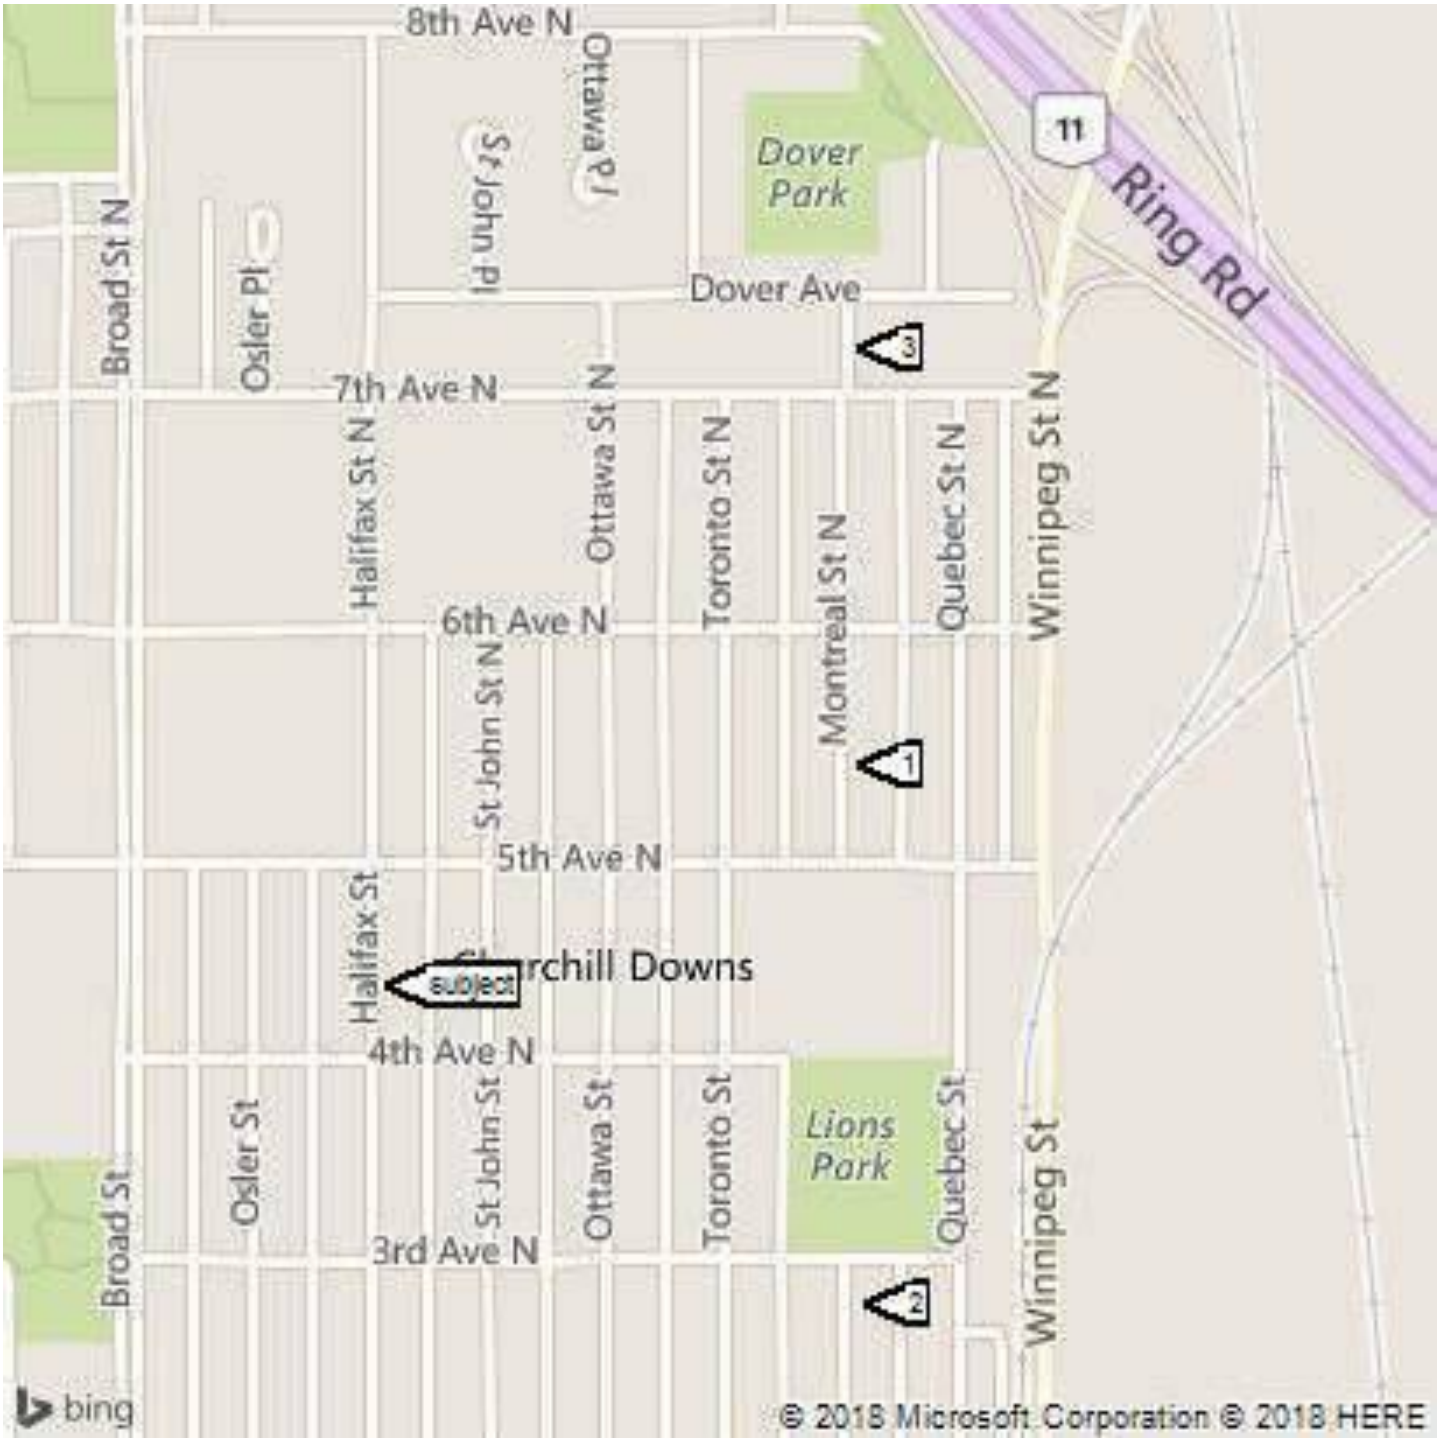 8th Ave N
Ottawa Pl
St John Pl
Dover
Park
11
Ring Rd
Broad St N
Osler Pl
Dover Ave
3
7th Ave N
Halifax St N
Ottawa St N
Toronto St N
Montreal St N
Quebec St N
Winnipeg St N
6th Ave N
St John St N
1
5th Ave N
Halifax St
Churchill Downs
subject
4th Ave N
Osler St
St John St
Ottawa St
Toronto St
Lions
Park
Quebec St
Broad St
Winnipeg St
3rd Ave N
2
bing
© 2018 Microsoft Corporation © 2018 HERE